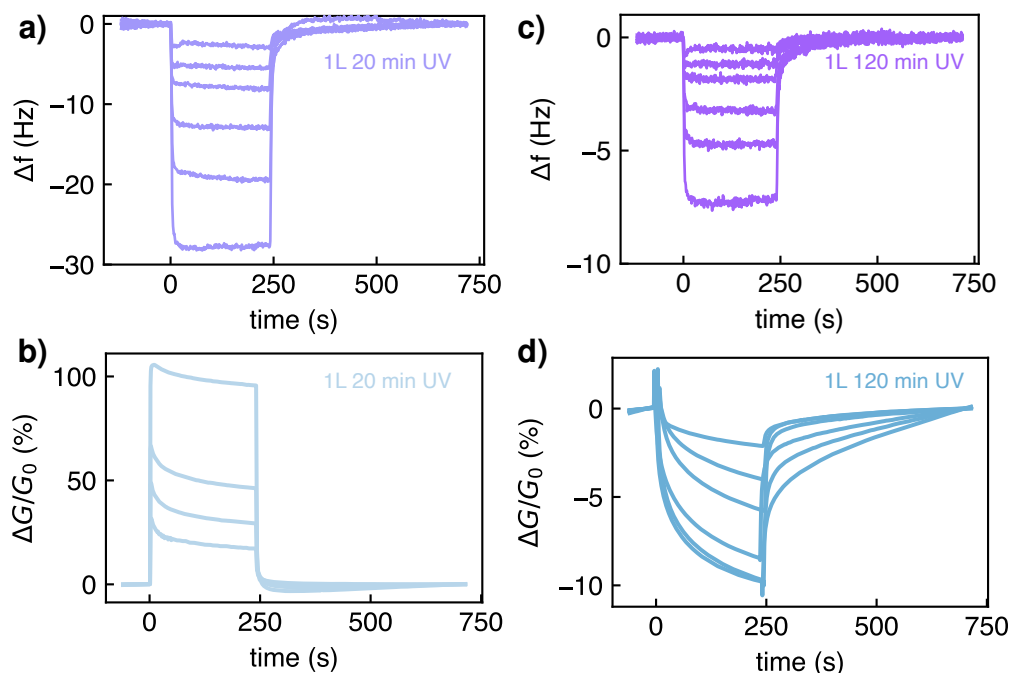 a)
0
−10
−20
−30
Δf (Hz)
1L 20 min UV
0
250
500
750
time (s)
c)
0
−5
−10
Δf (Hz)
1L 120 min UV
0
250
500
750
time (s)
b)
100
50
0
ΔG/G₀ (%)
1L 20 min UV
0
250
500
750
time (s)
d)
0
−5
−10
ΔG/G₀ (%)
1L 120 min UV
0
250
500
750
time (s)